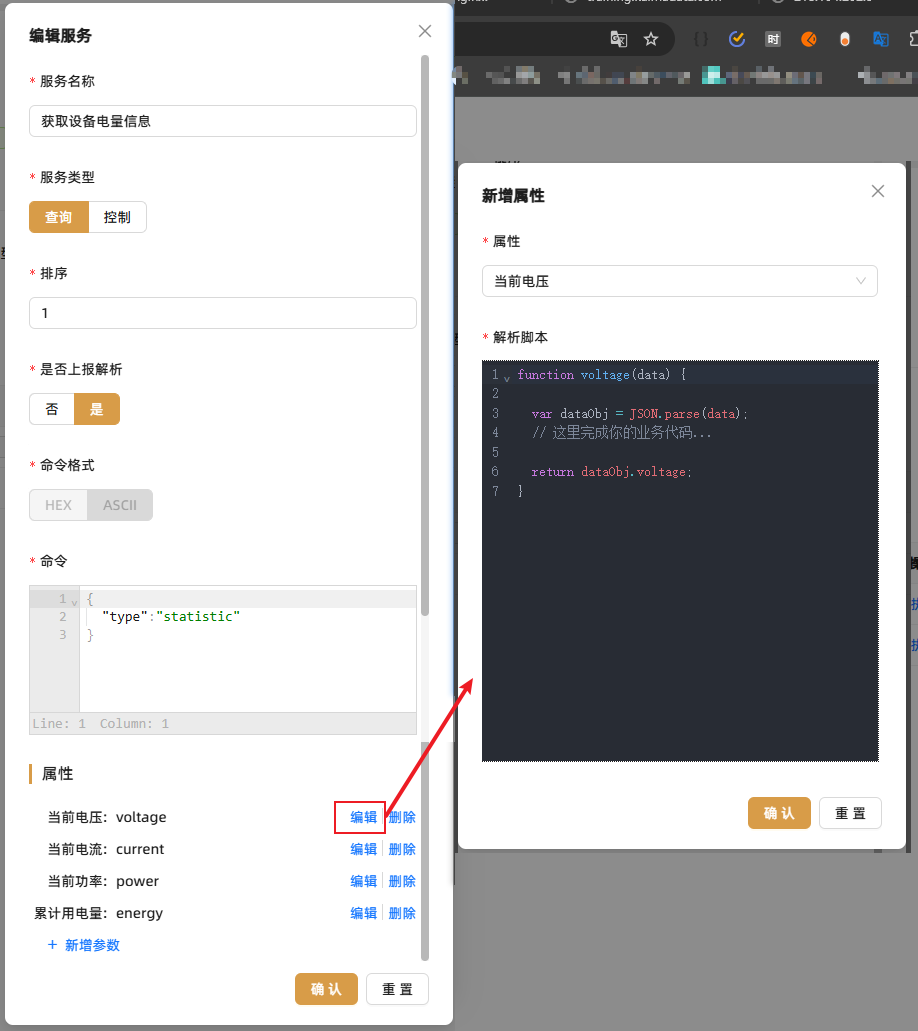 编辑服务
* 服务名称
获取设备电量信息
* 服务类型
查询 控制
* 排序
1
* 是否上报解析
否 是
* 命令格式
HEX ASCII
* 命令
1 {
2 "type":"statistic"
3 }
Line: 1 Column: 1
属性
当前电压: voltage 编辑 删除
当前电流: current 编辑 删除
当前功率: power 编辑 删除
累计用电量: energy 编辑 删除
+ 新增参数
确认 重置
时
新增属性
* 属性
当前电压
* 解析脚本
1 function voltage(data) {
2
3 var dataObj = JSON.parse(data);
4 // 这里完成你的业务代码...
5
6 return dataObj.voltage;
7 }
确认 重置